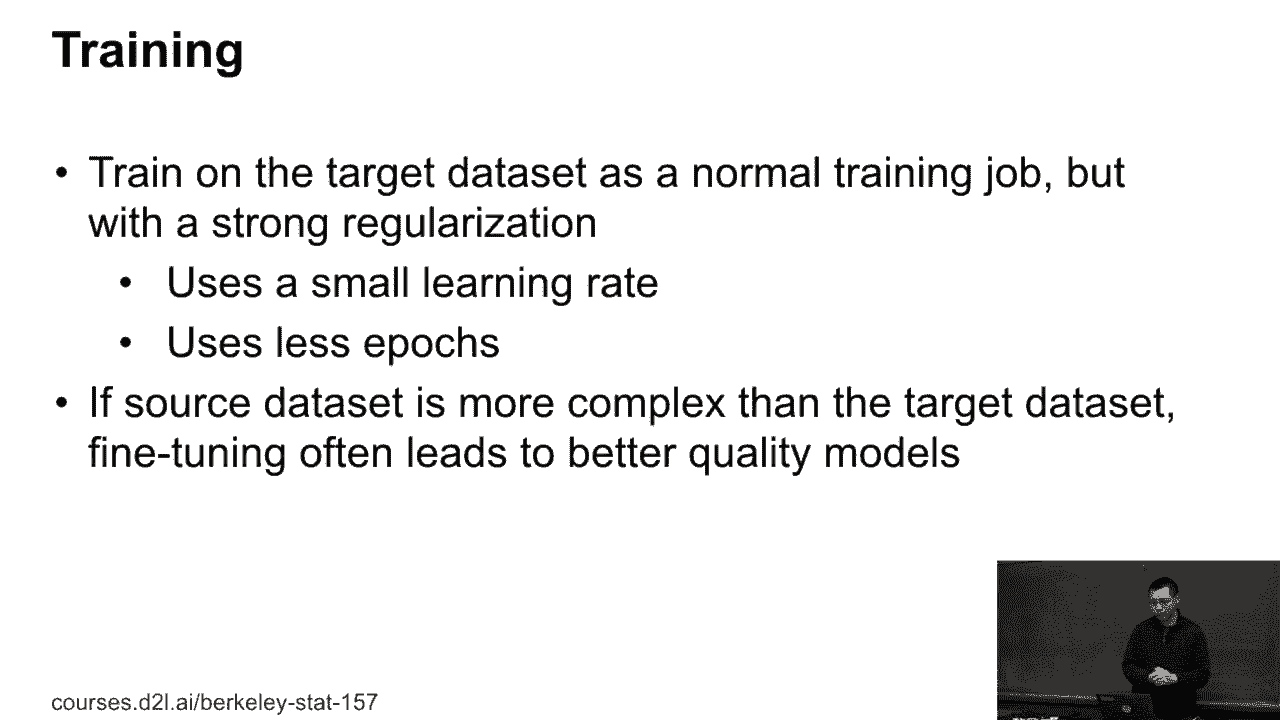 Training
• Train on the target dataset as a normal training job, but
with a strong regularization
• Uses a small learning rate
• Uses less epochs
• If source dataset is more complex than the target dataset,
fine-tuning often leads to better quality models
courses.d2l.ai/berkeley-stat-157